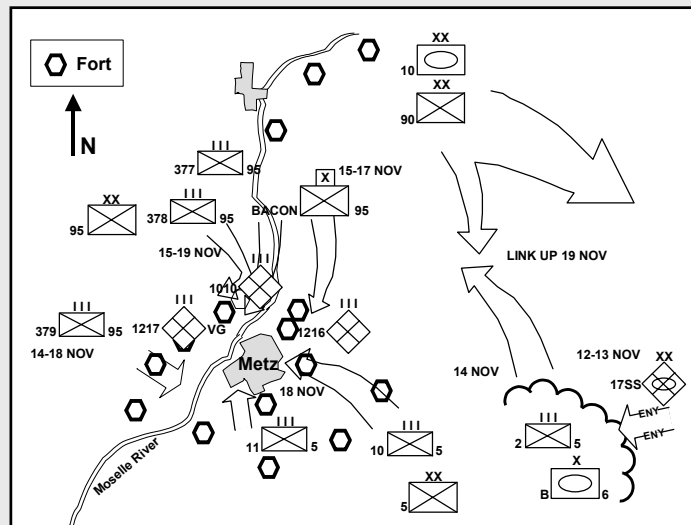 Fort
N
XX
10
XX
90
III
377 95
X
15-17 NOV
BACON
95
XX
95
III
378 95
15-19 NOV
LINK UP 19 NOV
III
1010
III
1217 VG
III
1216
III
379 95
14-18 NOV
Metz
18 NOV
12-13 NOV
XX
17SS
14 NOV
ENY
ENY
III
2 5
III
11 5
III
10 5
X
B 6
XX
5
Moselle River